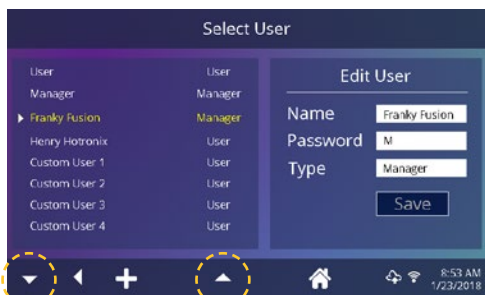 Select User
User User
Manager Manager
Franky Fusion Manager
Henry Hotronix User
Custom User 1 User
Custom User 2 User
Custom User 3 User
Custom User 4 User
Edit User
Name Franky Fusion
Password M
Type Manager
Save
8:53 AM
1/23/2018